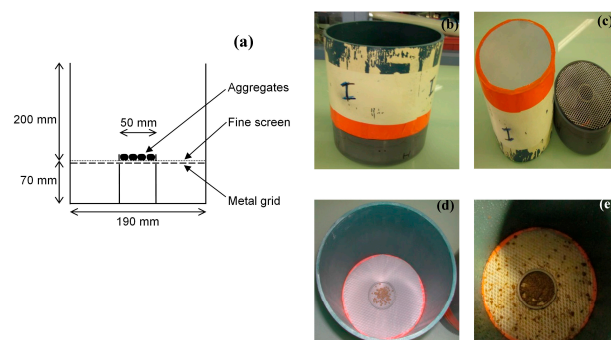 (a)
50 mm
Aggregates
200 mm
Fine screen
70 mm
Metal grid
190 mm
(b)
I
(c)
I
(d)
(e)